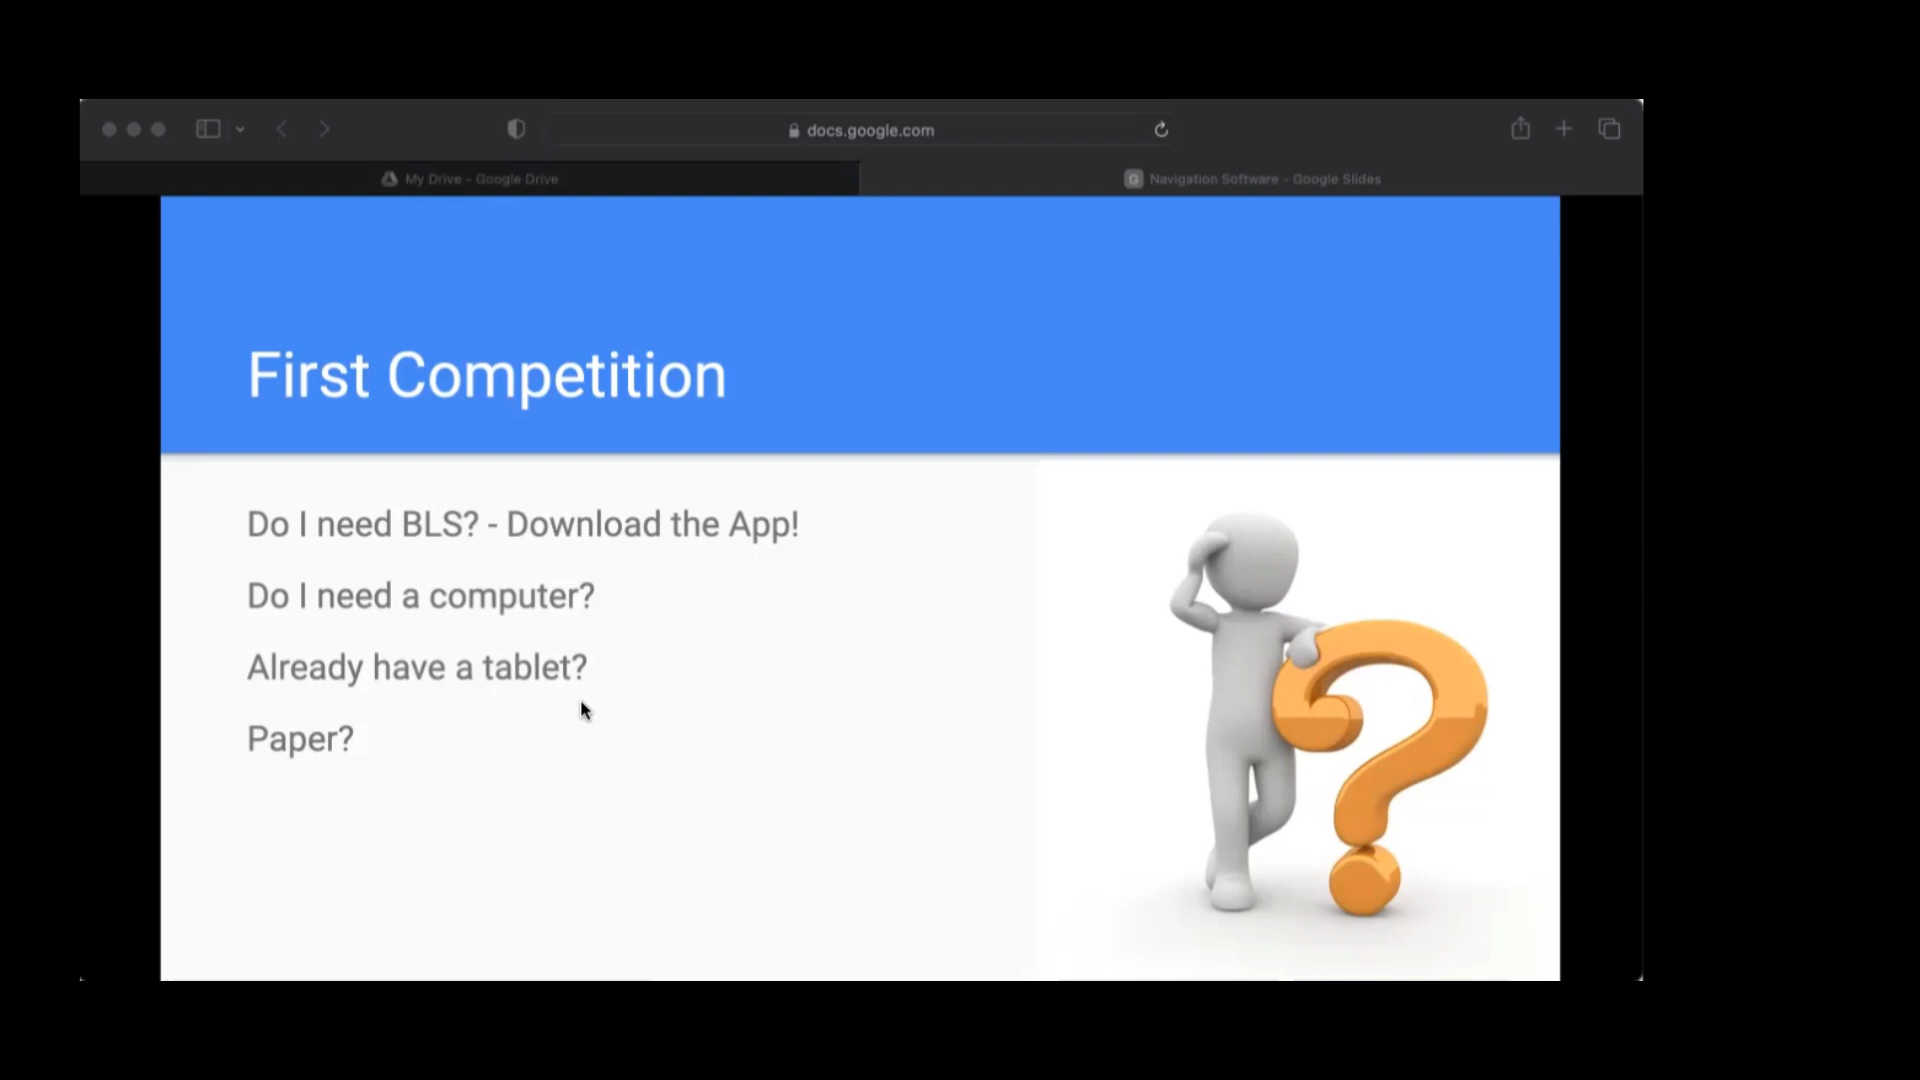 docs.google.com
My Drive - Google Drive
G Navigation Software - Google Slides
First Competition
Do I need BLS? - Download the App!
Do I need a computer?
Already have a tablet?
Paper?